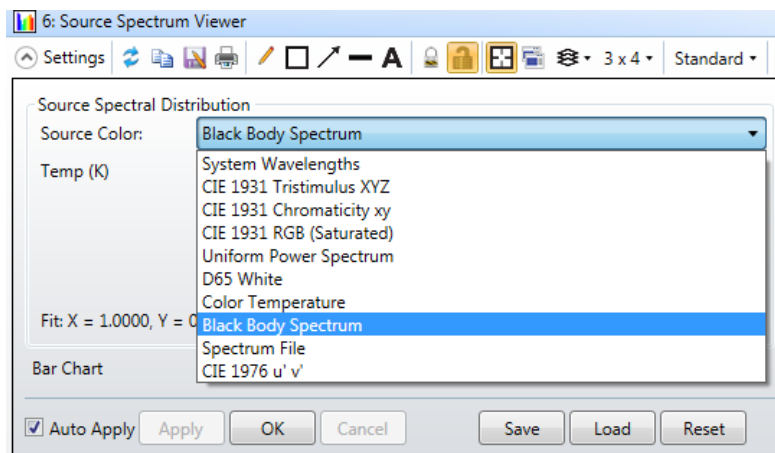 6: Source Spectrum Viewer
Settings A 3 x 4 Standard
Source Spectral Distribution
Source Color: Black Body Spectrum
Temp (K)
System Wavelengths
CIE 1931 Tristimulus XYZ
CIE 1931 Chromaticity xy
CIE 1931 RGB (Saturated)
Uniform Power Spectrum
D65 White
Color Temperature
Black Body Spectrum
Spectrum File
CIE 1976 u' v'
Fit: X = 1.0000, Y = 0
Bar Chart
Auto Apply Apply OK Cancel Save Load Reset